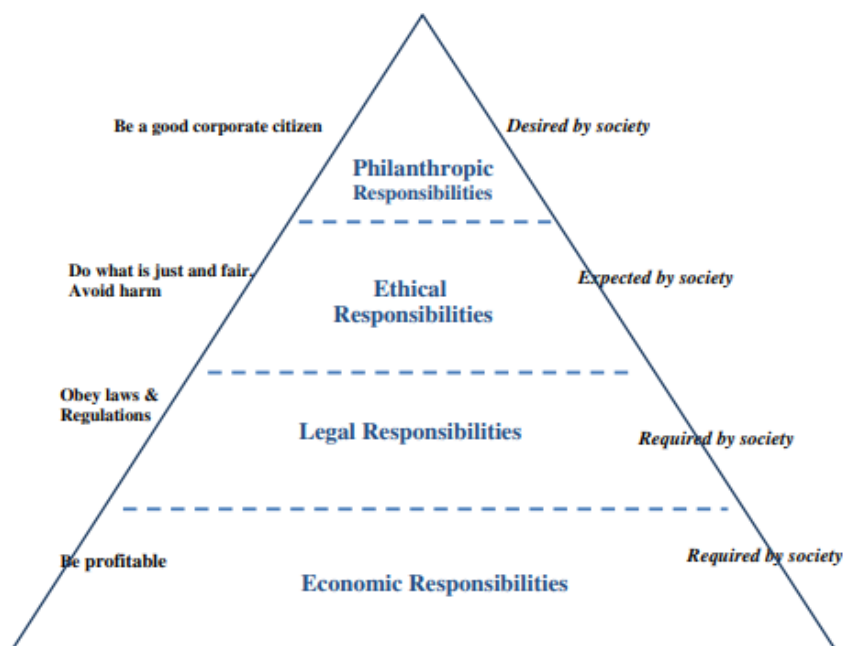 Be a good corporate citizen
Desired by society
Philanthropic
Responsibilities
Do what is just and fair.
Avoid harm
Expected by society
Ethical
Responsibilities
Obey laws &
Regulations
Legal Responsibilities
Required by society
Be profitable
Required by society
Economic Responsibilities